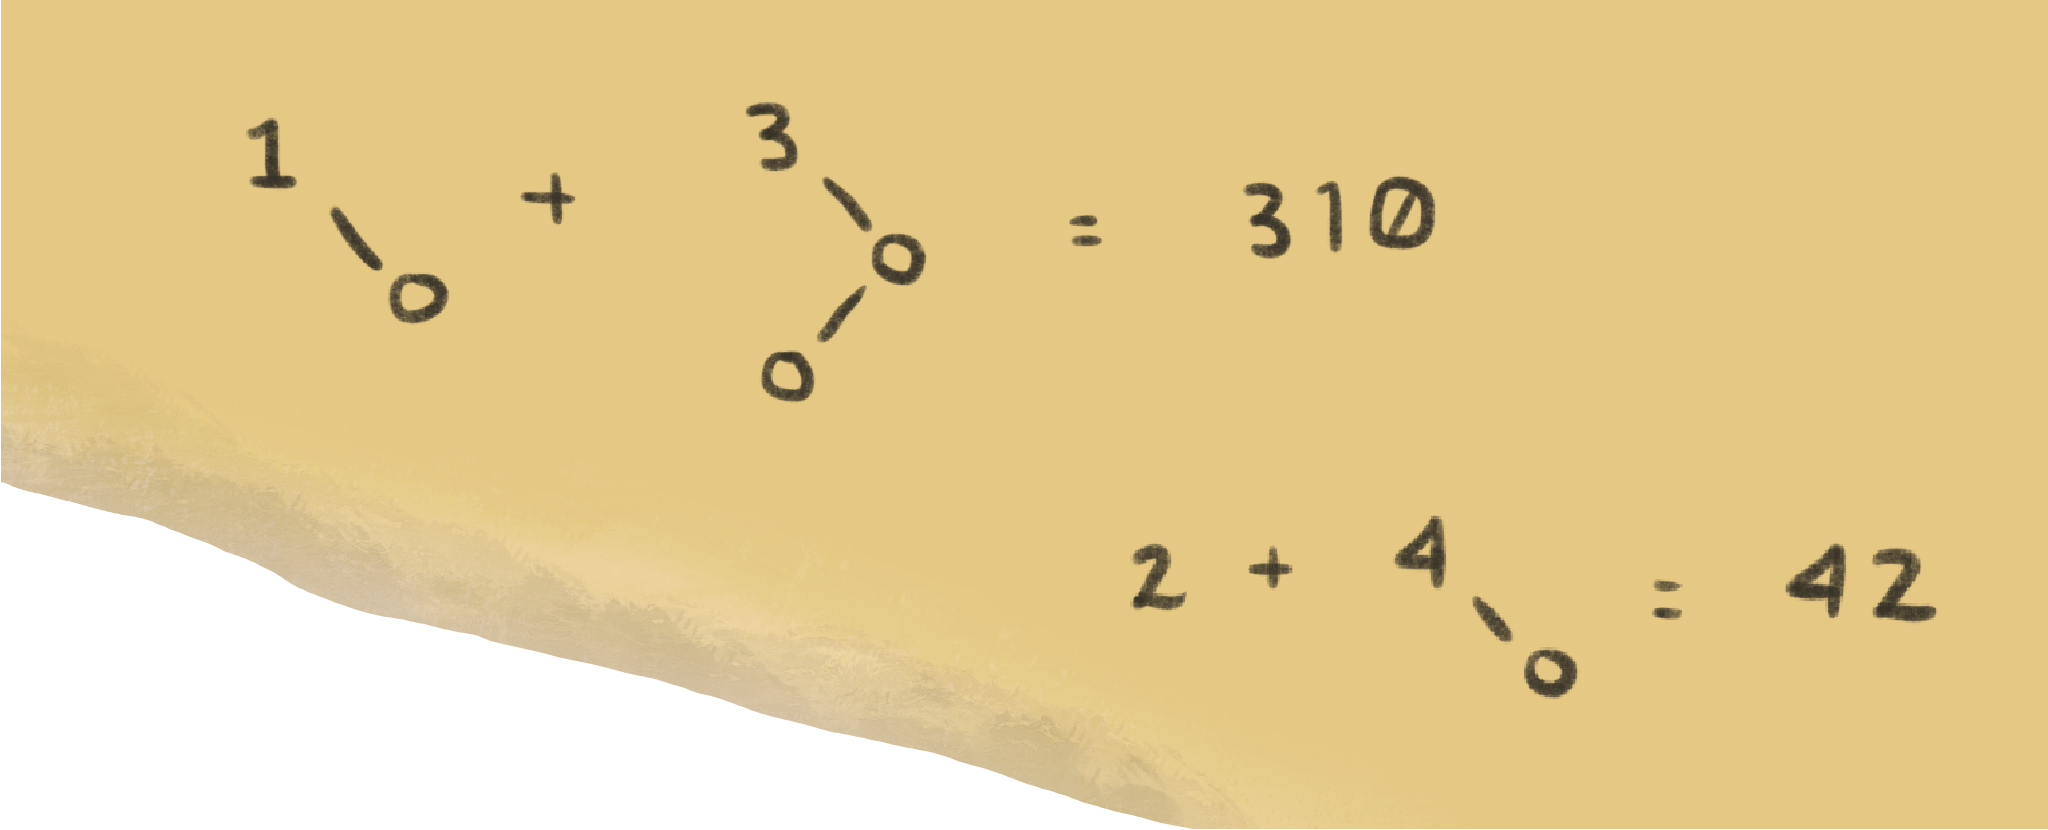 1\o + 3\o/o = 310
2 + 4\o = 42